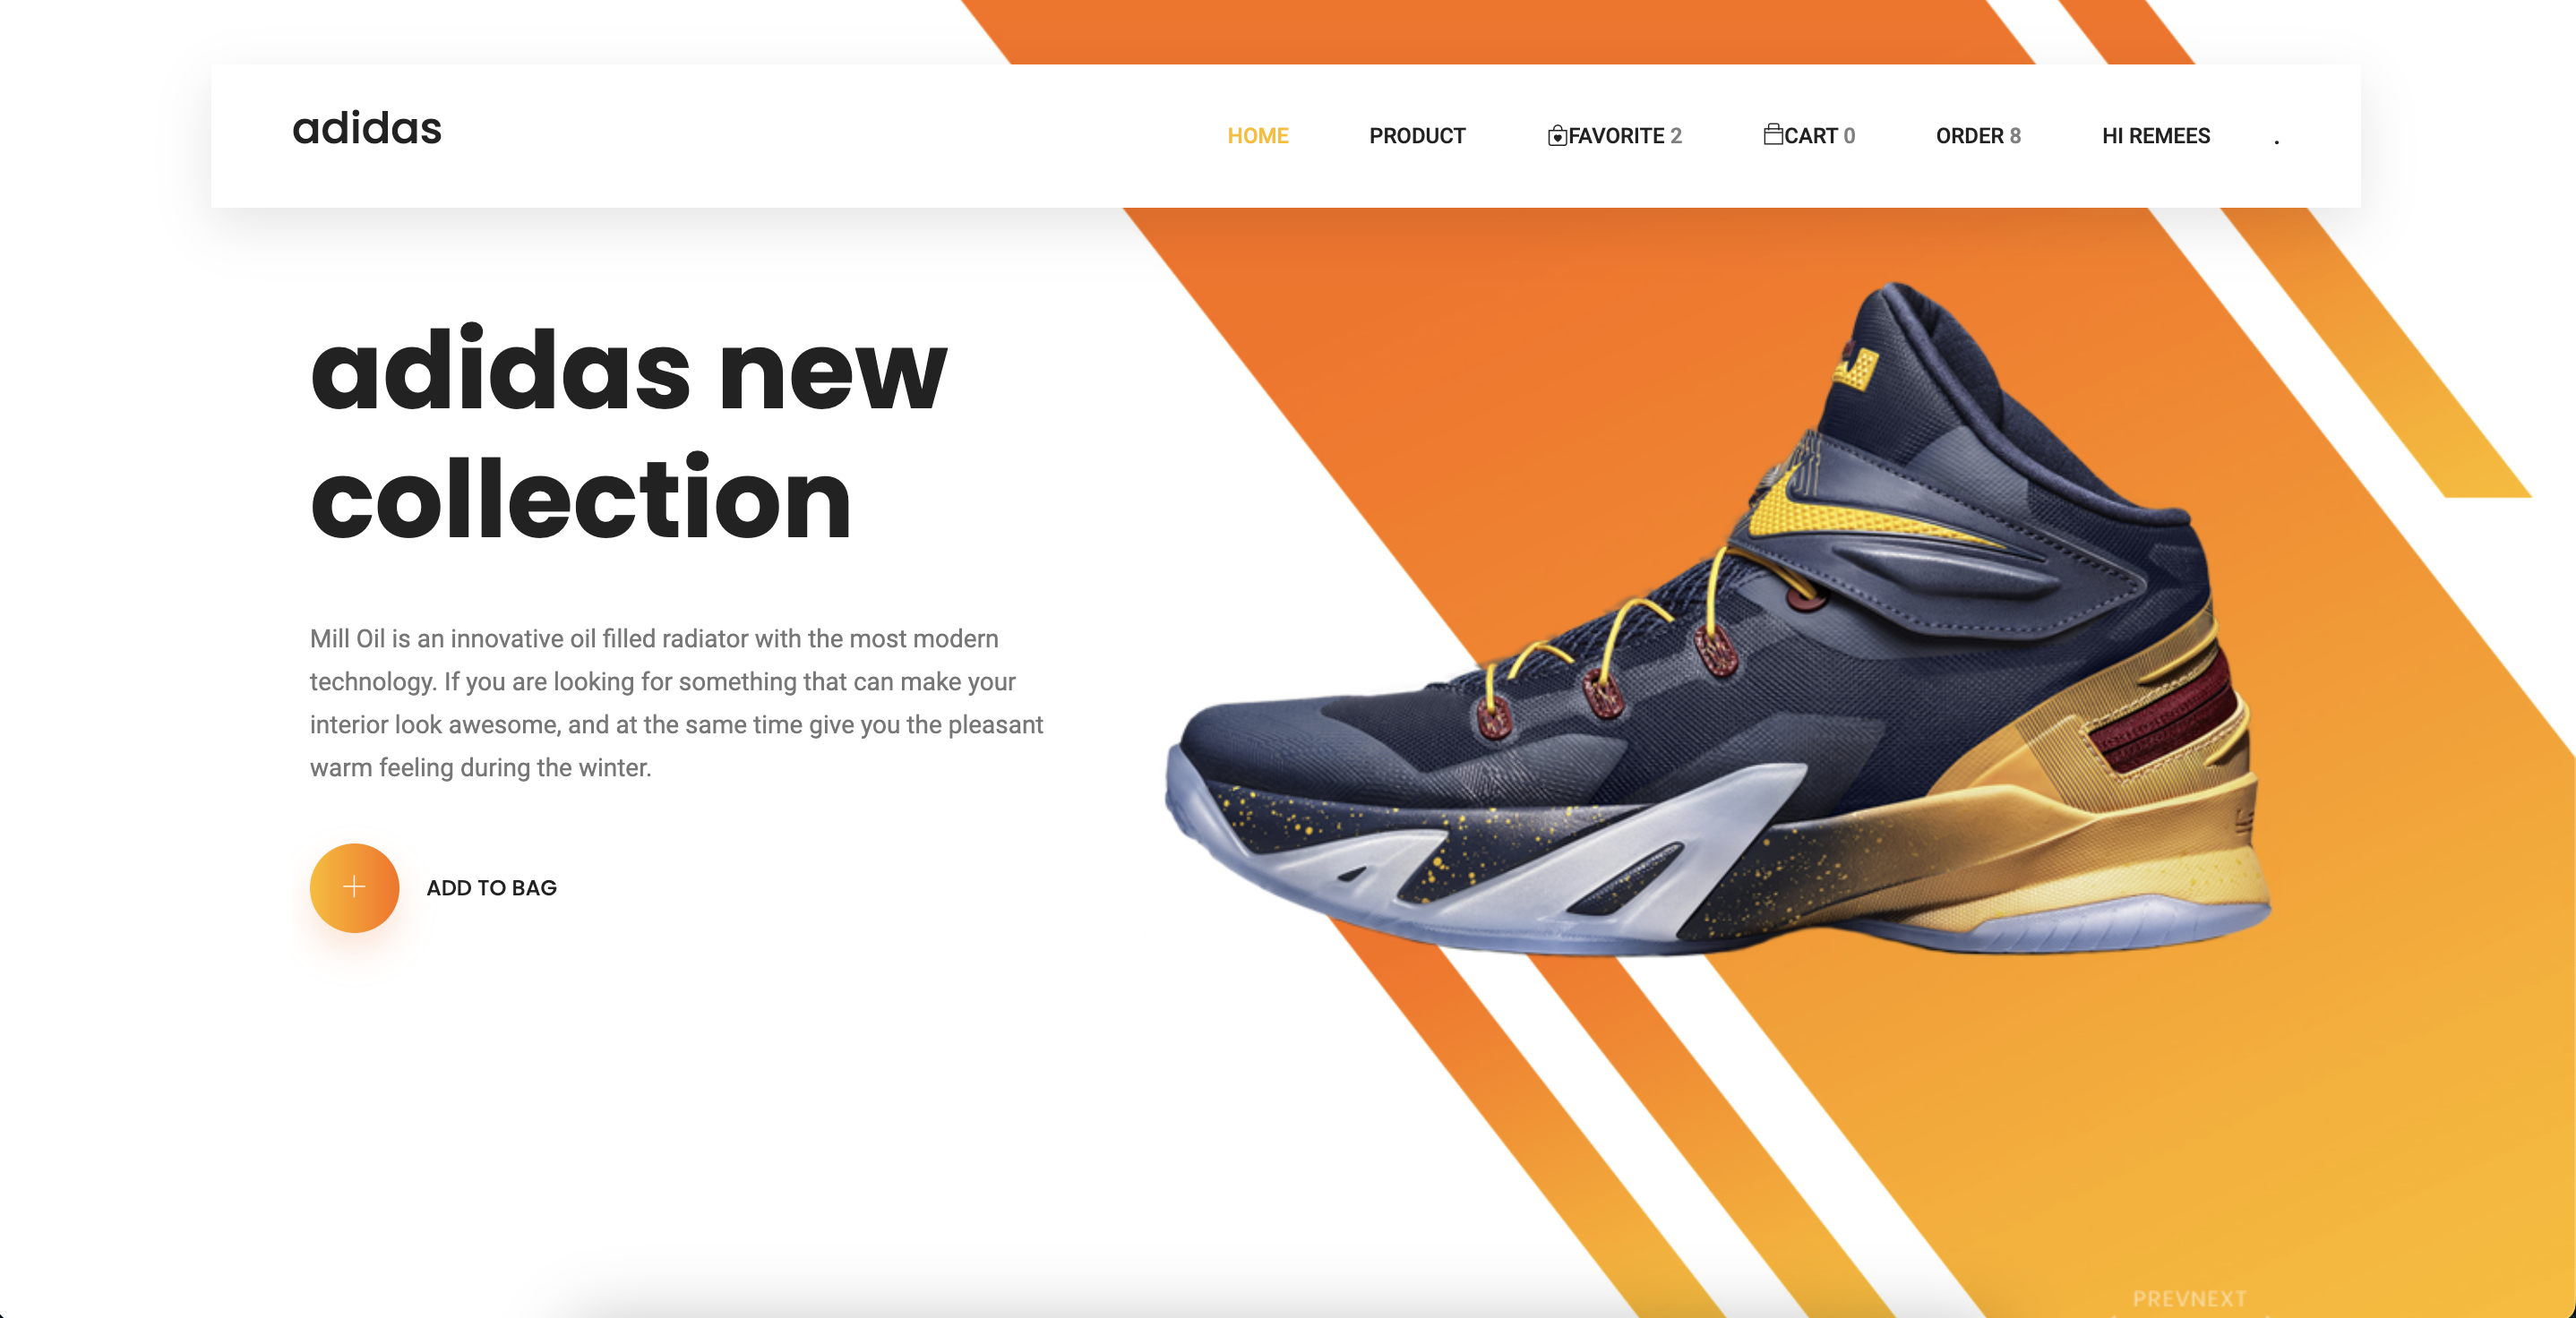 adidas
HOME PRODUCT FAVORITE 2 CART 0 ORDER 8 HI REMEES .
adidas new
collection
Mill Oil is an innovative oil filled radiator with the most modern
technology. If you are looking for something that can make your
interior look awesome, and at the same time give you the pleasant
warm feeling during the winter.
ADD TO BAG
PREVNEXT